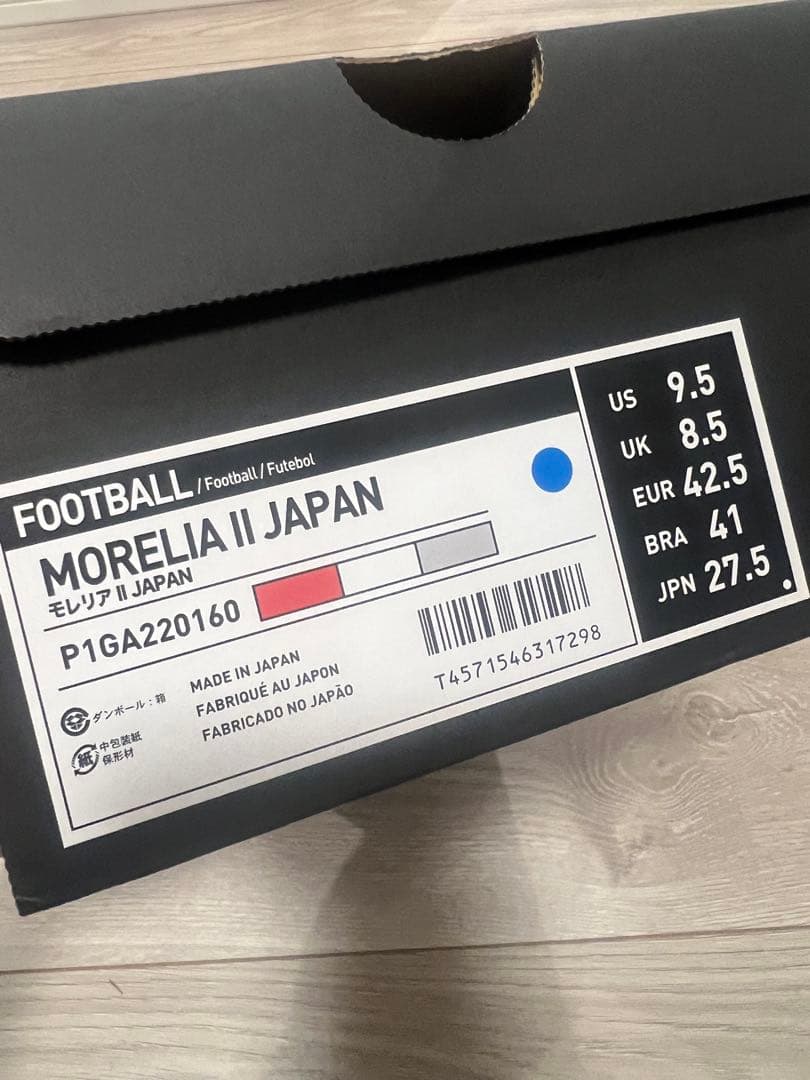 FOOTBALL / Football / Futebol
MORELIA II JAPAN
モレリア II JAPAN
P1GA220160
ダンボール：箱
紙
中包装紙
保形材
MADE IN JAPAN
FABRIQUÉ AU JAPON
FABRICADO NO JAPÃO
T4571546317298
US 9.5
UK 8.5
EUR 42.5
BRA 41
JPN 27.5